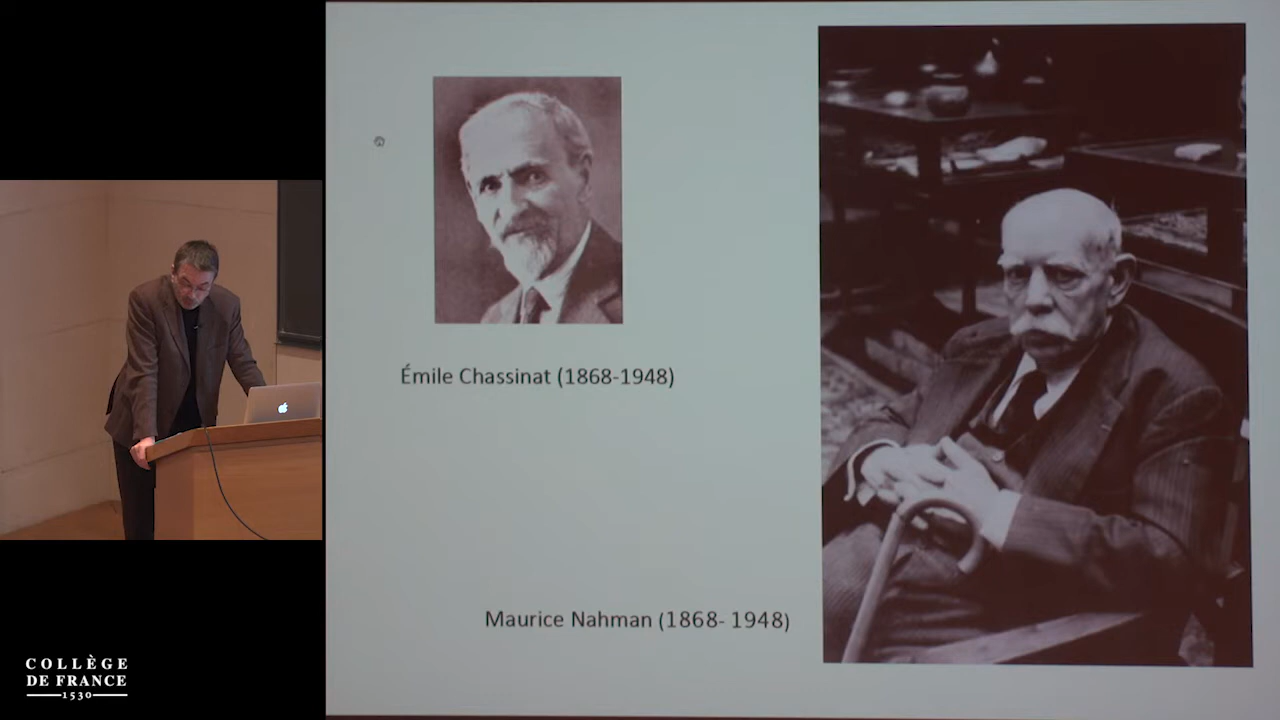 Émile Chassinat (1868-1948)
Maurice Nahman (1868- 1948)
COLLÈGE
DE FRANCE
1530